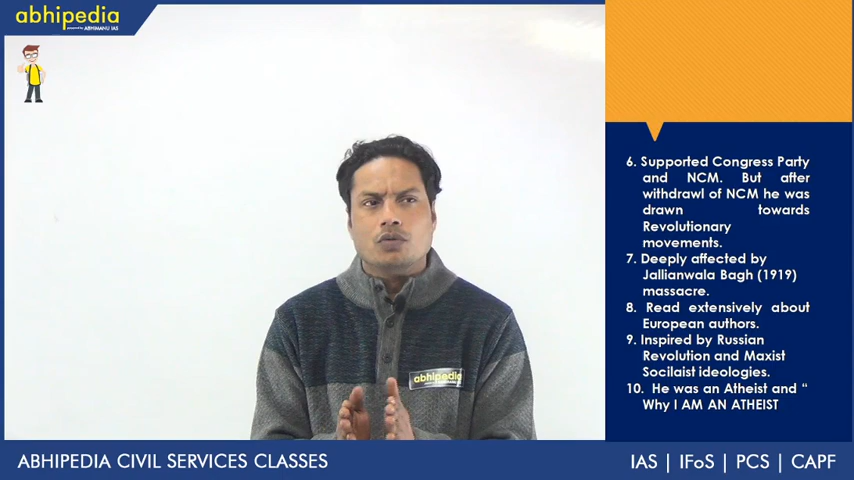 abhipedia
powered by ABHIMANU IAS
6. Supported Congress Party
and NCM. But after
withdrawl of NCM he was
drawn towards
Revolutionary
movements.
7. Deeply affected by
Jallianwala Bagh (1919)
massacre.
8. Read extensively about
European authors.
9. Inspired by Russian
Revolution and Maxist
Socilaist ideologies.
10. He was an Atheist and “
Why I AM AN ATHEIST
abhipedia
ABHIPEDIA CIVIL SERVICES CLASSES
IAS | IFoS | PCS | CAPF